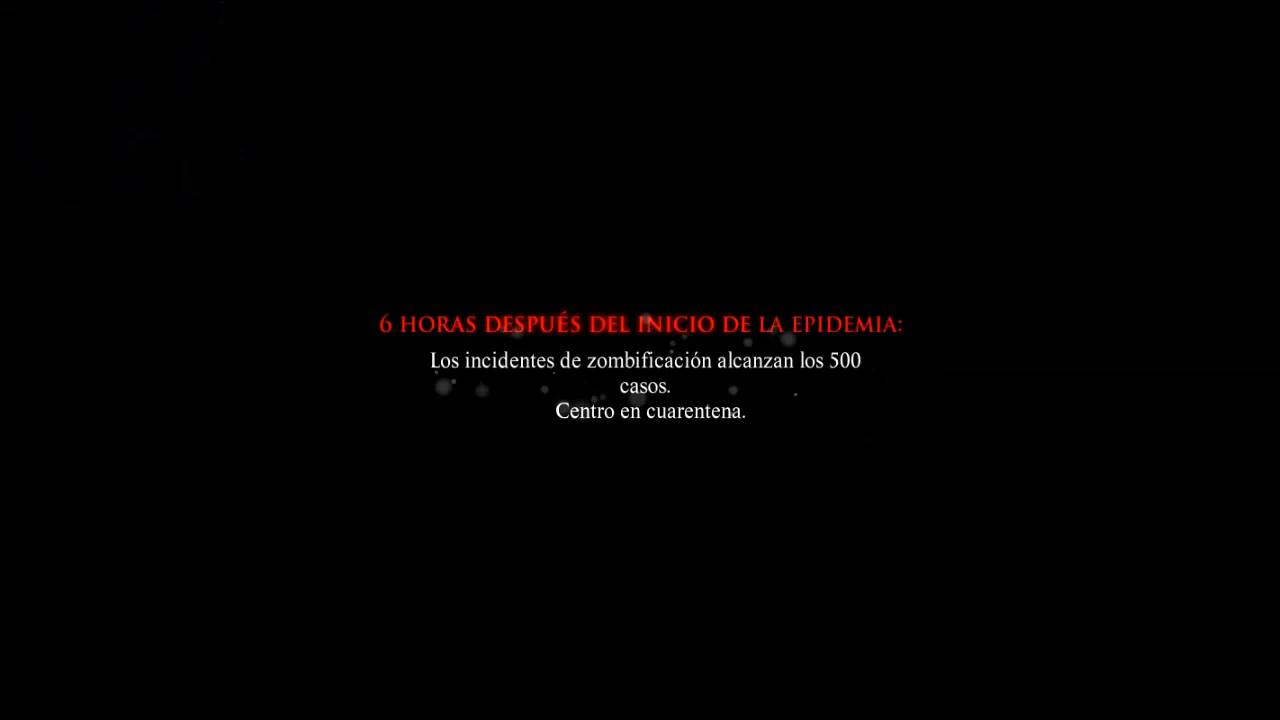 6 HORAS DESPUÉS DEL INICIO DE LA EPIDEMIA:
Los incidentes de zombificación alcanzan los 500
casos.
Centro en cuarentena.